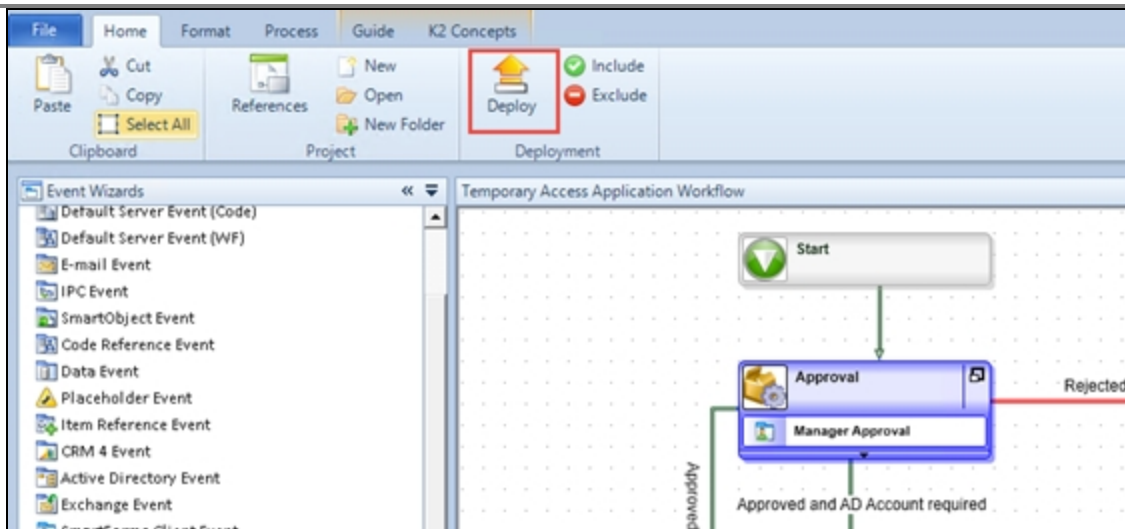 File Home Format Process Guide K2 Concepts
Paste
Cut
Copy
Select All
Clipboard
References
New
Open
New Folder
Project
Deploy
Include
Exclude
Deployment
Event Wizards
Default Server Event (Code)
Default Server Event (WF)
E-mail Event
IPC Event
SmartObject Event
Code Reference Event
Data Event
Placeholder Event
Item Reference Event
CRM 4 Event
Active Directory Event
Exchange Event
SmartForms Client Event
Temporary Access Application Workflow
Start
Approval
Manager Approval
Rejected
Approved
Approved and AD Account required